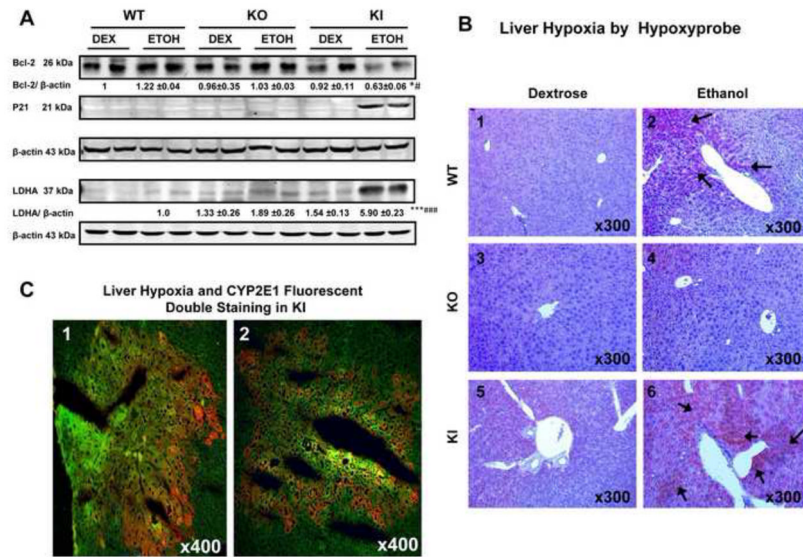 A
WT KO KI
DEX ETOH DEX ETOH DEX ETOH
Bcl-2 26 kDa
Bcl-2/ β-actin 1 1.22 ±0.04 0.96±0.35 1.03 ±0.03 0.92 ±0.11 0.63±0.06 *#
P21 21 kDa
β-actin 43 kDa
LDHA 37 kDa
LDHA/ β-actin 1.0 1.33 ±0.26 1.89 ±0.26 1.54 ±0.13 5.90 ±0.23 ***###
β-actin 43 kDa
B
Liver Hypoxia by Hypoxyprobe
Dextrose Ethanol
WT
1 x300
2 x300
KO
3 x300
4 x300
KI
5 x300
6 x300
C
Liver Hypoxia and CYP2E1 Fluorescent
Double Staining in KI
1 x400
2 x400